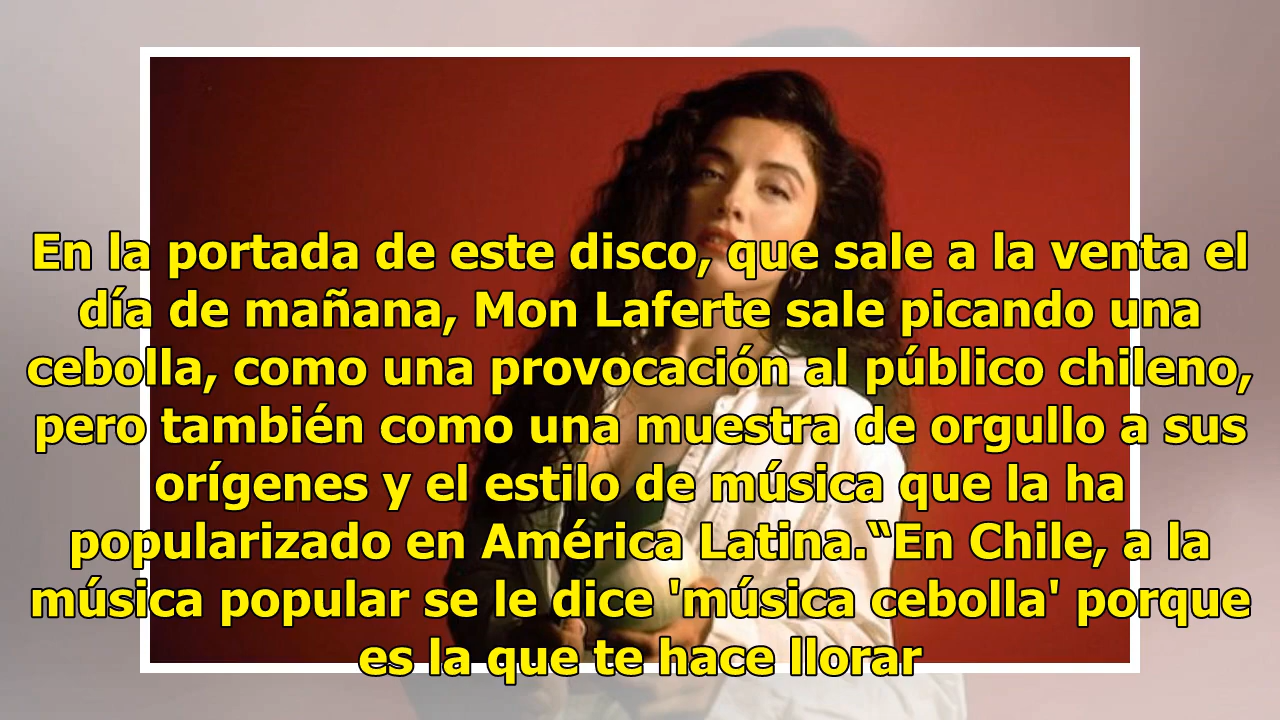 En la portada de este disco, que sale a la venta el
día de mañana, Mon Laferte sale picando una
cebolla, como una provocación al público chileno,
pero también como una muestra de orgullo a sus
orígenes y el estilo de música que la ha
popularizado en América Latina.“En Chile, a la
música popular se le dice 'música cebolla' porque
es la que te hace llorar